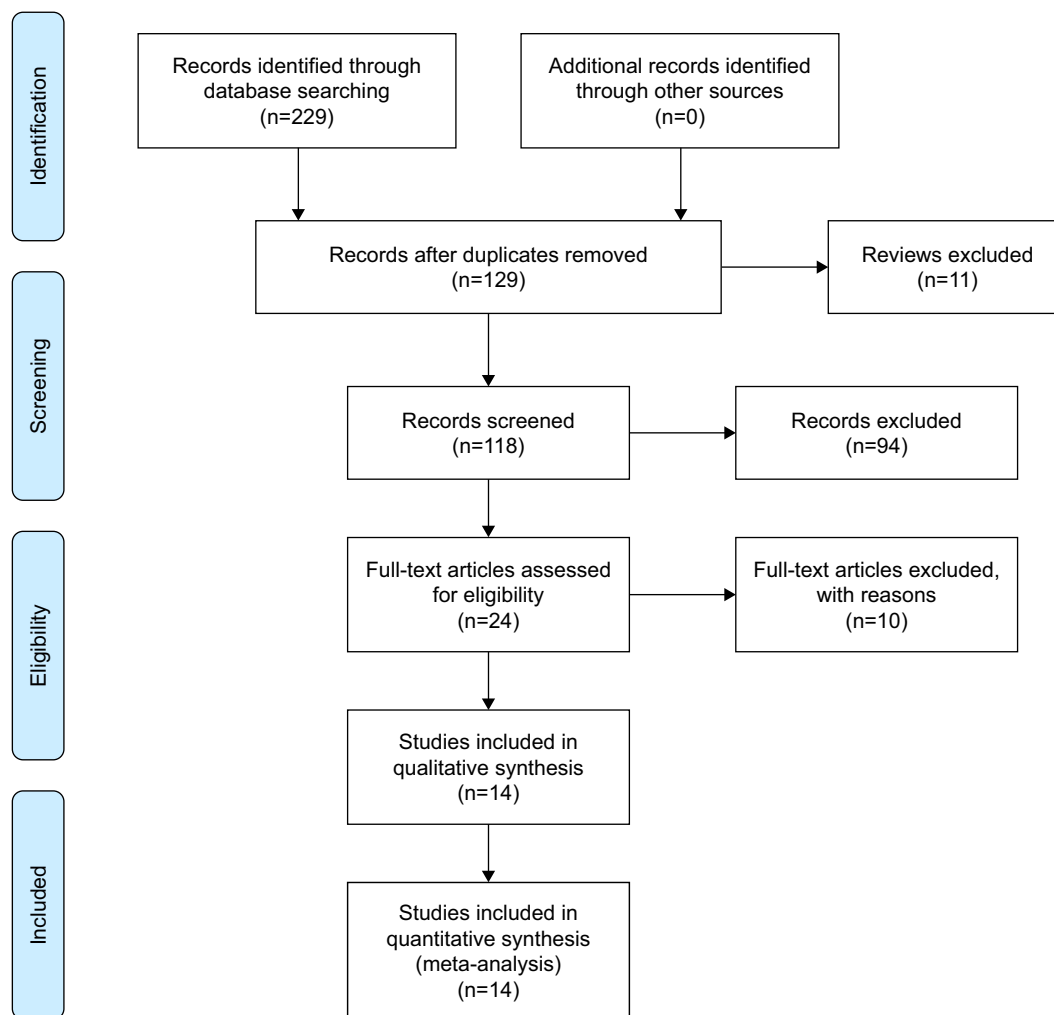 Identification
Records identified through
database searching
(n=229)
Additional records identified
through other sources
(n=0)
Records after duplicates removed
(n=129)
Reviews excluded
(n=11)
Screening
Records screened
(n=118)
Records excluded
(n=94)
Eligibility
Full-text articles assessed
for eligibility
(n=24)
Full-text articles excluded,
with reasons
(n=10)
Studies included in
qualitative synthesis
(n=14)
Included
Studies included in
quantitative synthesis
(meta-analysis)
(n=14)